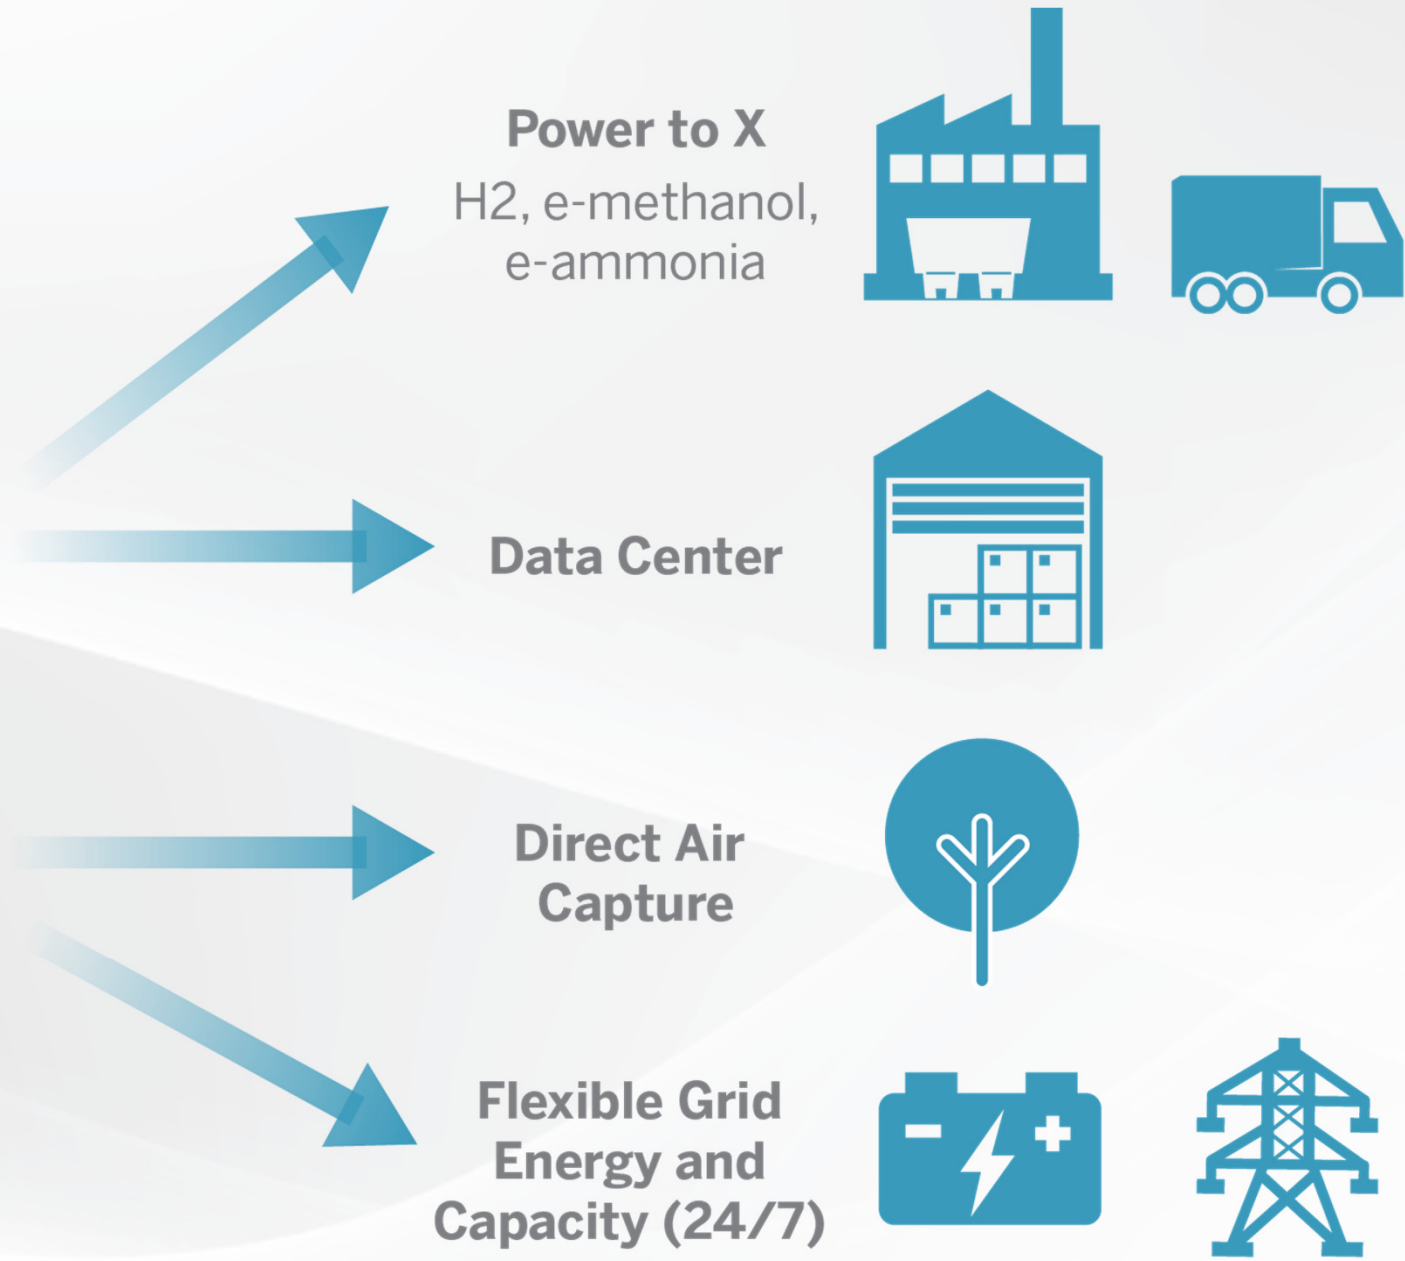 Power to X
H2, e-methanol,
e-ammonia
Data Center
Direct Air
Capture
Flexible Grid
Energy and
Capacity (24/7)